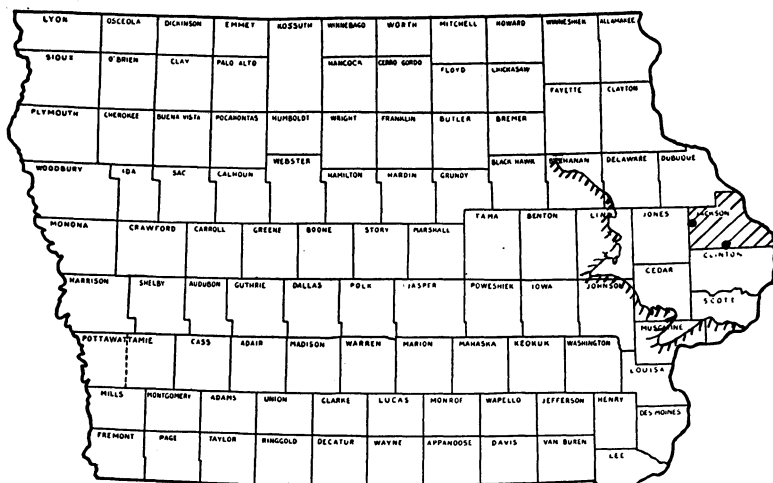 LYON OSCEOLA DICKINSON EMMET KOSSUTH WINNEBAGO WORTH MITCHELL HOWARD WINNESHIEK ALLAMAKEE
SIOUX O'BRIEN CLAY PALO ALTO HANCOCK CERRO GORDO FLOYD CHICKASAW
FAYETTE CLAYTON
PLYMOUTH CHEROKEE BUENA VISTA POCAHONTAS HUMBOLDT WRIGHT FRANKLIN BUTLER BREMER
WEBSTER
WOODBURY IDA SAC CALHOUN HAMILTON HARDIN GRUNDY BLACK HAWK BUCHANAN DELAWARE DUBUQUE
MONONA CRAWFORD CARROLL GREENE BOONE STORY MARSHALL TAMA BENTON LINN JONES JACKSON
CLINTON
CEDAR
HARRISON SHELBY AUDUBON GUTHRIE DALLAS POLK JASPER POWESHIEK IOWA JOHNSON SCOTT
MUSCATINE
POTTAWATTAMIE CASS ADAIR MADISON WARREN MARION MAHASKA KEOKUK WASHINGTON
LOUISA
MILLS MONTGOMERY ADAMS UNION CLARKE LUCAS MONROE WAPELLO JEFFERSON HENRY
DES MOINES
FREMONT PAGE TAYLOR RINGGOLD DECATUR WAYNE APPANOOSE DAVIS VAN BUREN
LEE